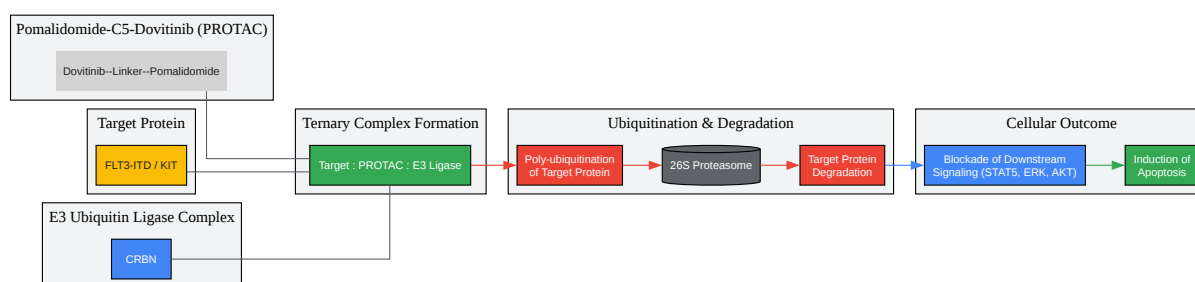 Pomalidomide-C5-Dovitinib (PROTAC)
Dovitinib--Linker--Pomalidomide
Target Protein
FLT3-ITD / KIT
E3 Ubiquitin Ligase Complex
CRBN
Ternary Complex Formation
Target : PROTAC : E3 Ligase
Ubiquitination & Degradation
Poly-ubiquitination
of Target Protein
26S Proteasome
Target Protein
Degradation
Cellular Outcome
Blockade of Downstream
Signaling (STAT5, ERK, AKT)
Induction of
Apoptosis